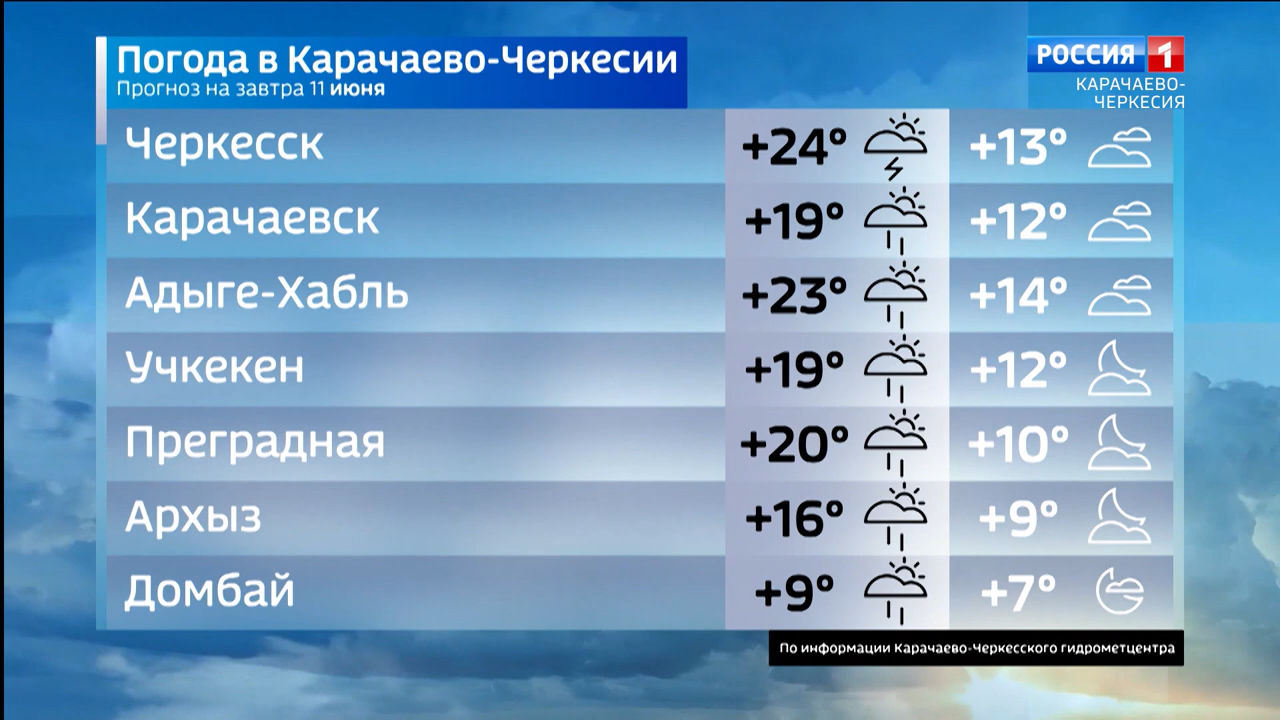 Погода в Карачаево-Черкесии
Прогноз на завтра 11 июня
РОССИЯ 1
КАРАЧАЕВО-
ЧЕРКЕСИЯ
Черкесск +24° +13°
Карачаевск +19° +12°
Адыге-Хабль +23° +14°
Учкекен +19° +12°
Преградная +20° +10°
Архыз +16° +9°
Домбай +9° +7°
По информации Карачаево-Черкесского гидрометцентра